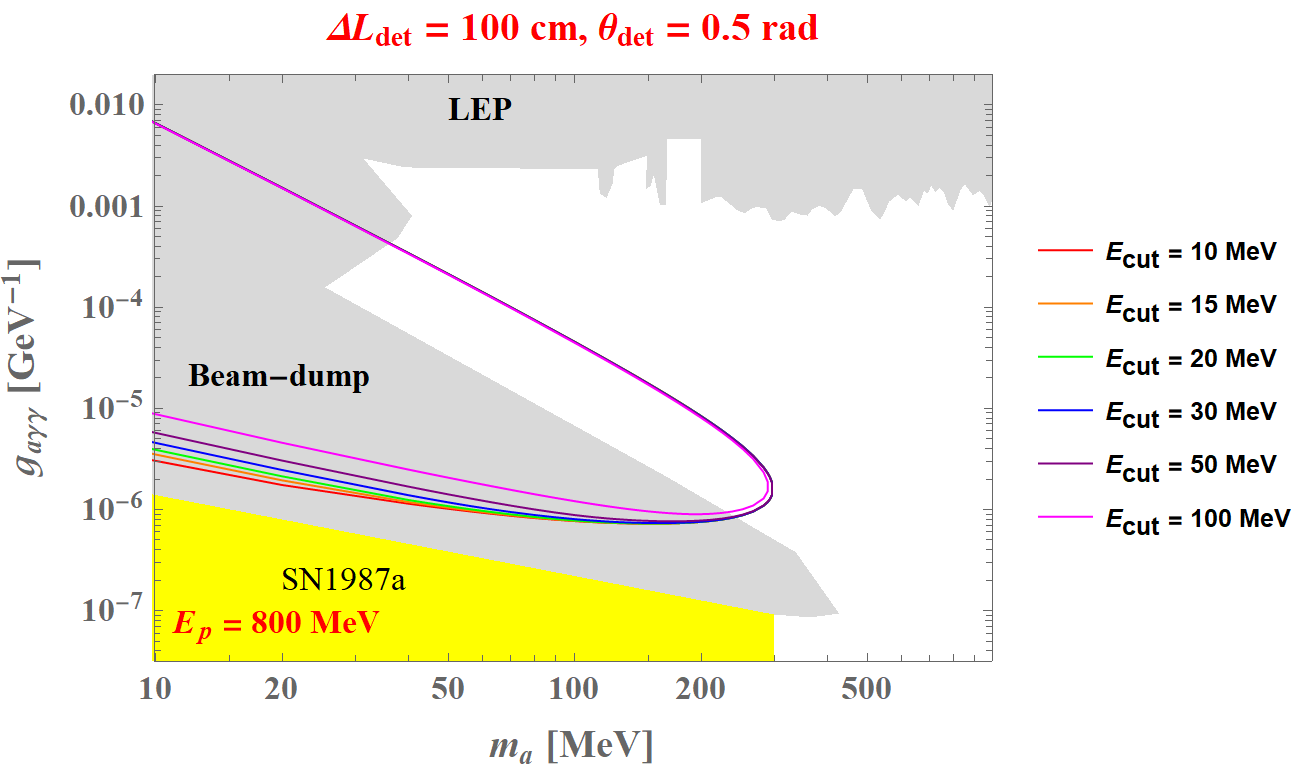 ΔL_det = 100 cm, θ_det = 0.5 rad
0.010
0.001
10⁻⁴
10⁻⁵
10⁻⁶
10⁻⁷
g_aγγ [GeV⁻¹]
LEP
Beam-dump
SN1987a
E_p = 800 MeV
10 20 50 100 200 500
m_a [MeV]
E_cut = 10 MeV
E_cut = 15 MeV
E_cut = 20 MeV
E_cut = 30 MeV
E_cut = 50 MeV
E_cut = 100 MeV